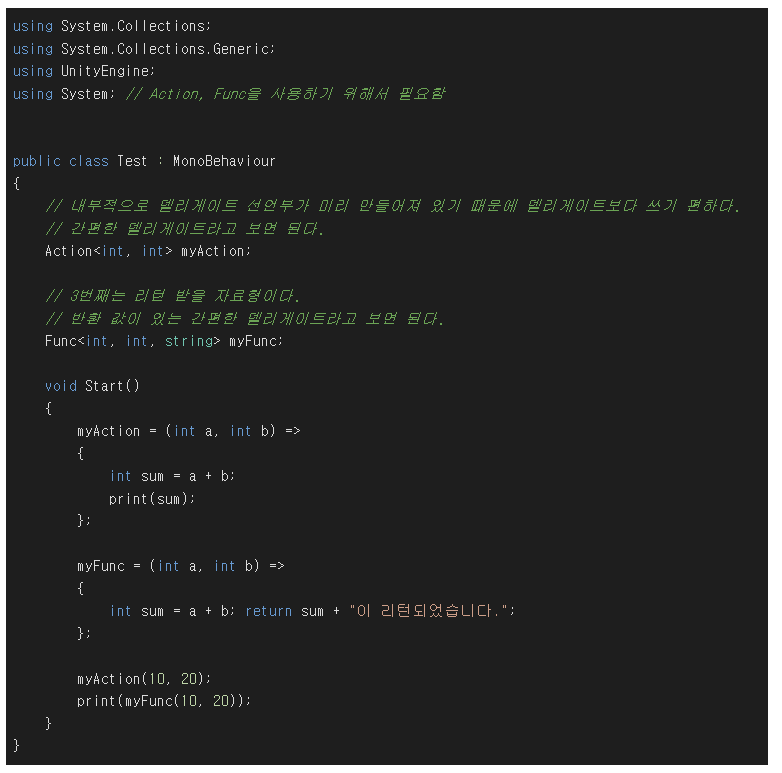 using System.Collections;
using System.Collections.Generic;
using UnityEngine;
using System; // Action, Func을 사용하기 위해서 필요함
public class Test : MonoBehaviour
{
// 내부적으로 델리게이트 선언부가 미리 만들어져 있기 때문에 델리게이트보다 쓰기 편하다.
// 간편한 델리게이트라고 보면 된다.
Action<int, int> myAction;
// 3번째는 리턴 받을 자료형이다.
// 반환 값이 있는 간편한 델리게이트라고 보면 된다.
Func<int, int, string> myFunc;
void Start()
{
myAction = (int a, int b) =>
{
int sum = a + b;
print(sum);
};
myFunc = (int a, int b) =>
{
int sum = a + b; return sum + "이 리턴되었습니다.";
};
myAction(10, 20);
print(myFunc(10, 20));
}
}